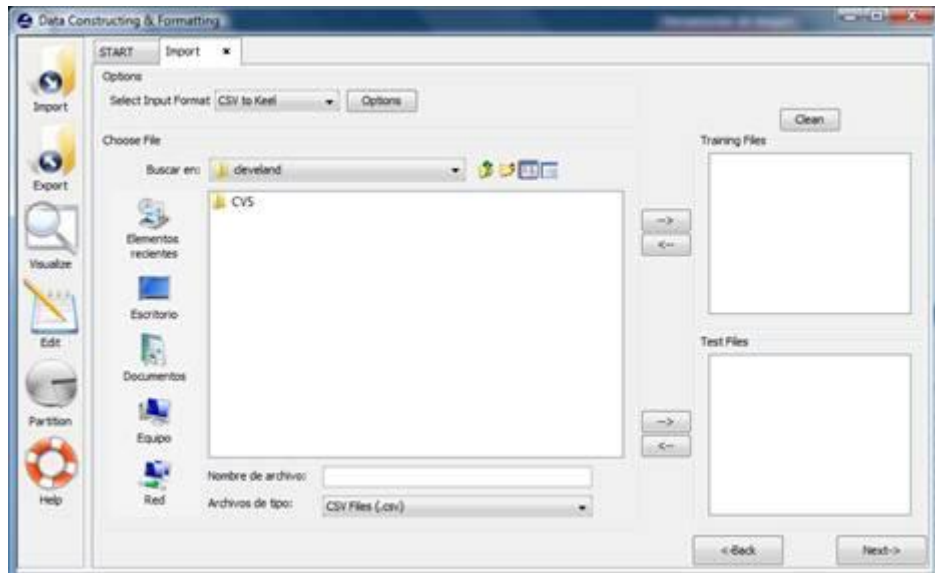 Data Constructing & Formatting
START
Import
Options
Select Input Format CSV to Keel
Options
Import
Clean
Choose File
Training Files
Buscar en:
cleveland
Export
CVS
-->
<--
Elementos
recientes
Visualize
Escritorio
Edit
Test Files
Documentos
Partition
Equipo
-->
<--
Help
Red
Nombre de archivo:
Archivos de tipo:
CSV Files (.csv)
<-Back
Next->